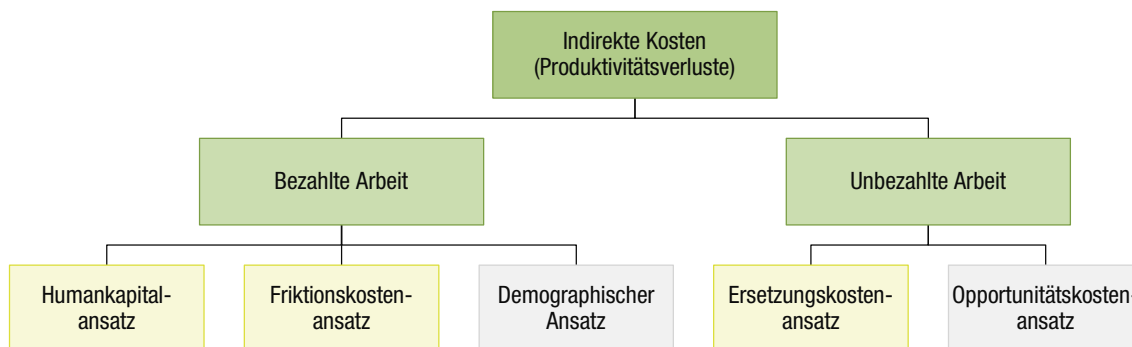 Indirekte Kosten
(Produktivitätsverluste)
Bezahlte Arbeit
Unbezahlte Arbeit
Humankapital-
ansatz
Friktionskosten-
ansatz
Demographischer
Ansatz
Ersetzungskosten-
ansatz
Opportunitätskosten-
ansatz